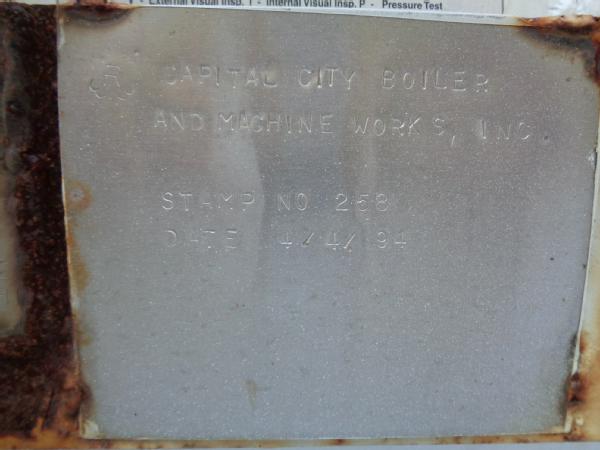 - External Visual Insp. I - Internal Visual Insp. P - Pressure Test
R CAPITAL CITY BOILER
AND MACHINE WORKS, INC
STAMP NO 258
DATE 4/4/94